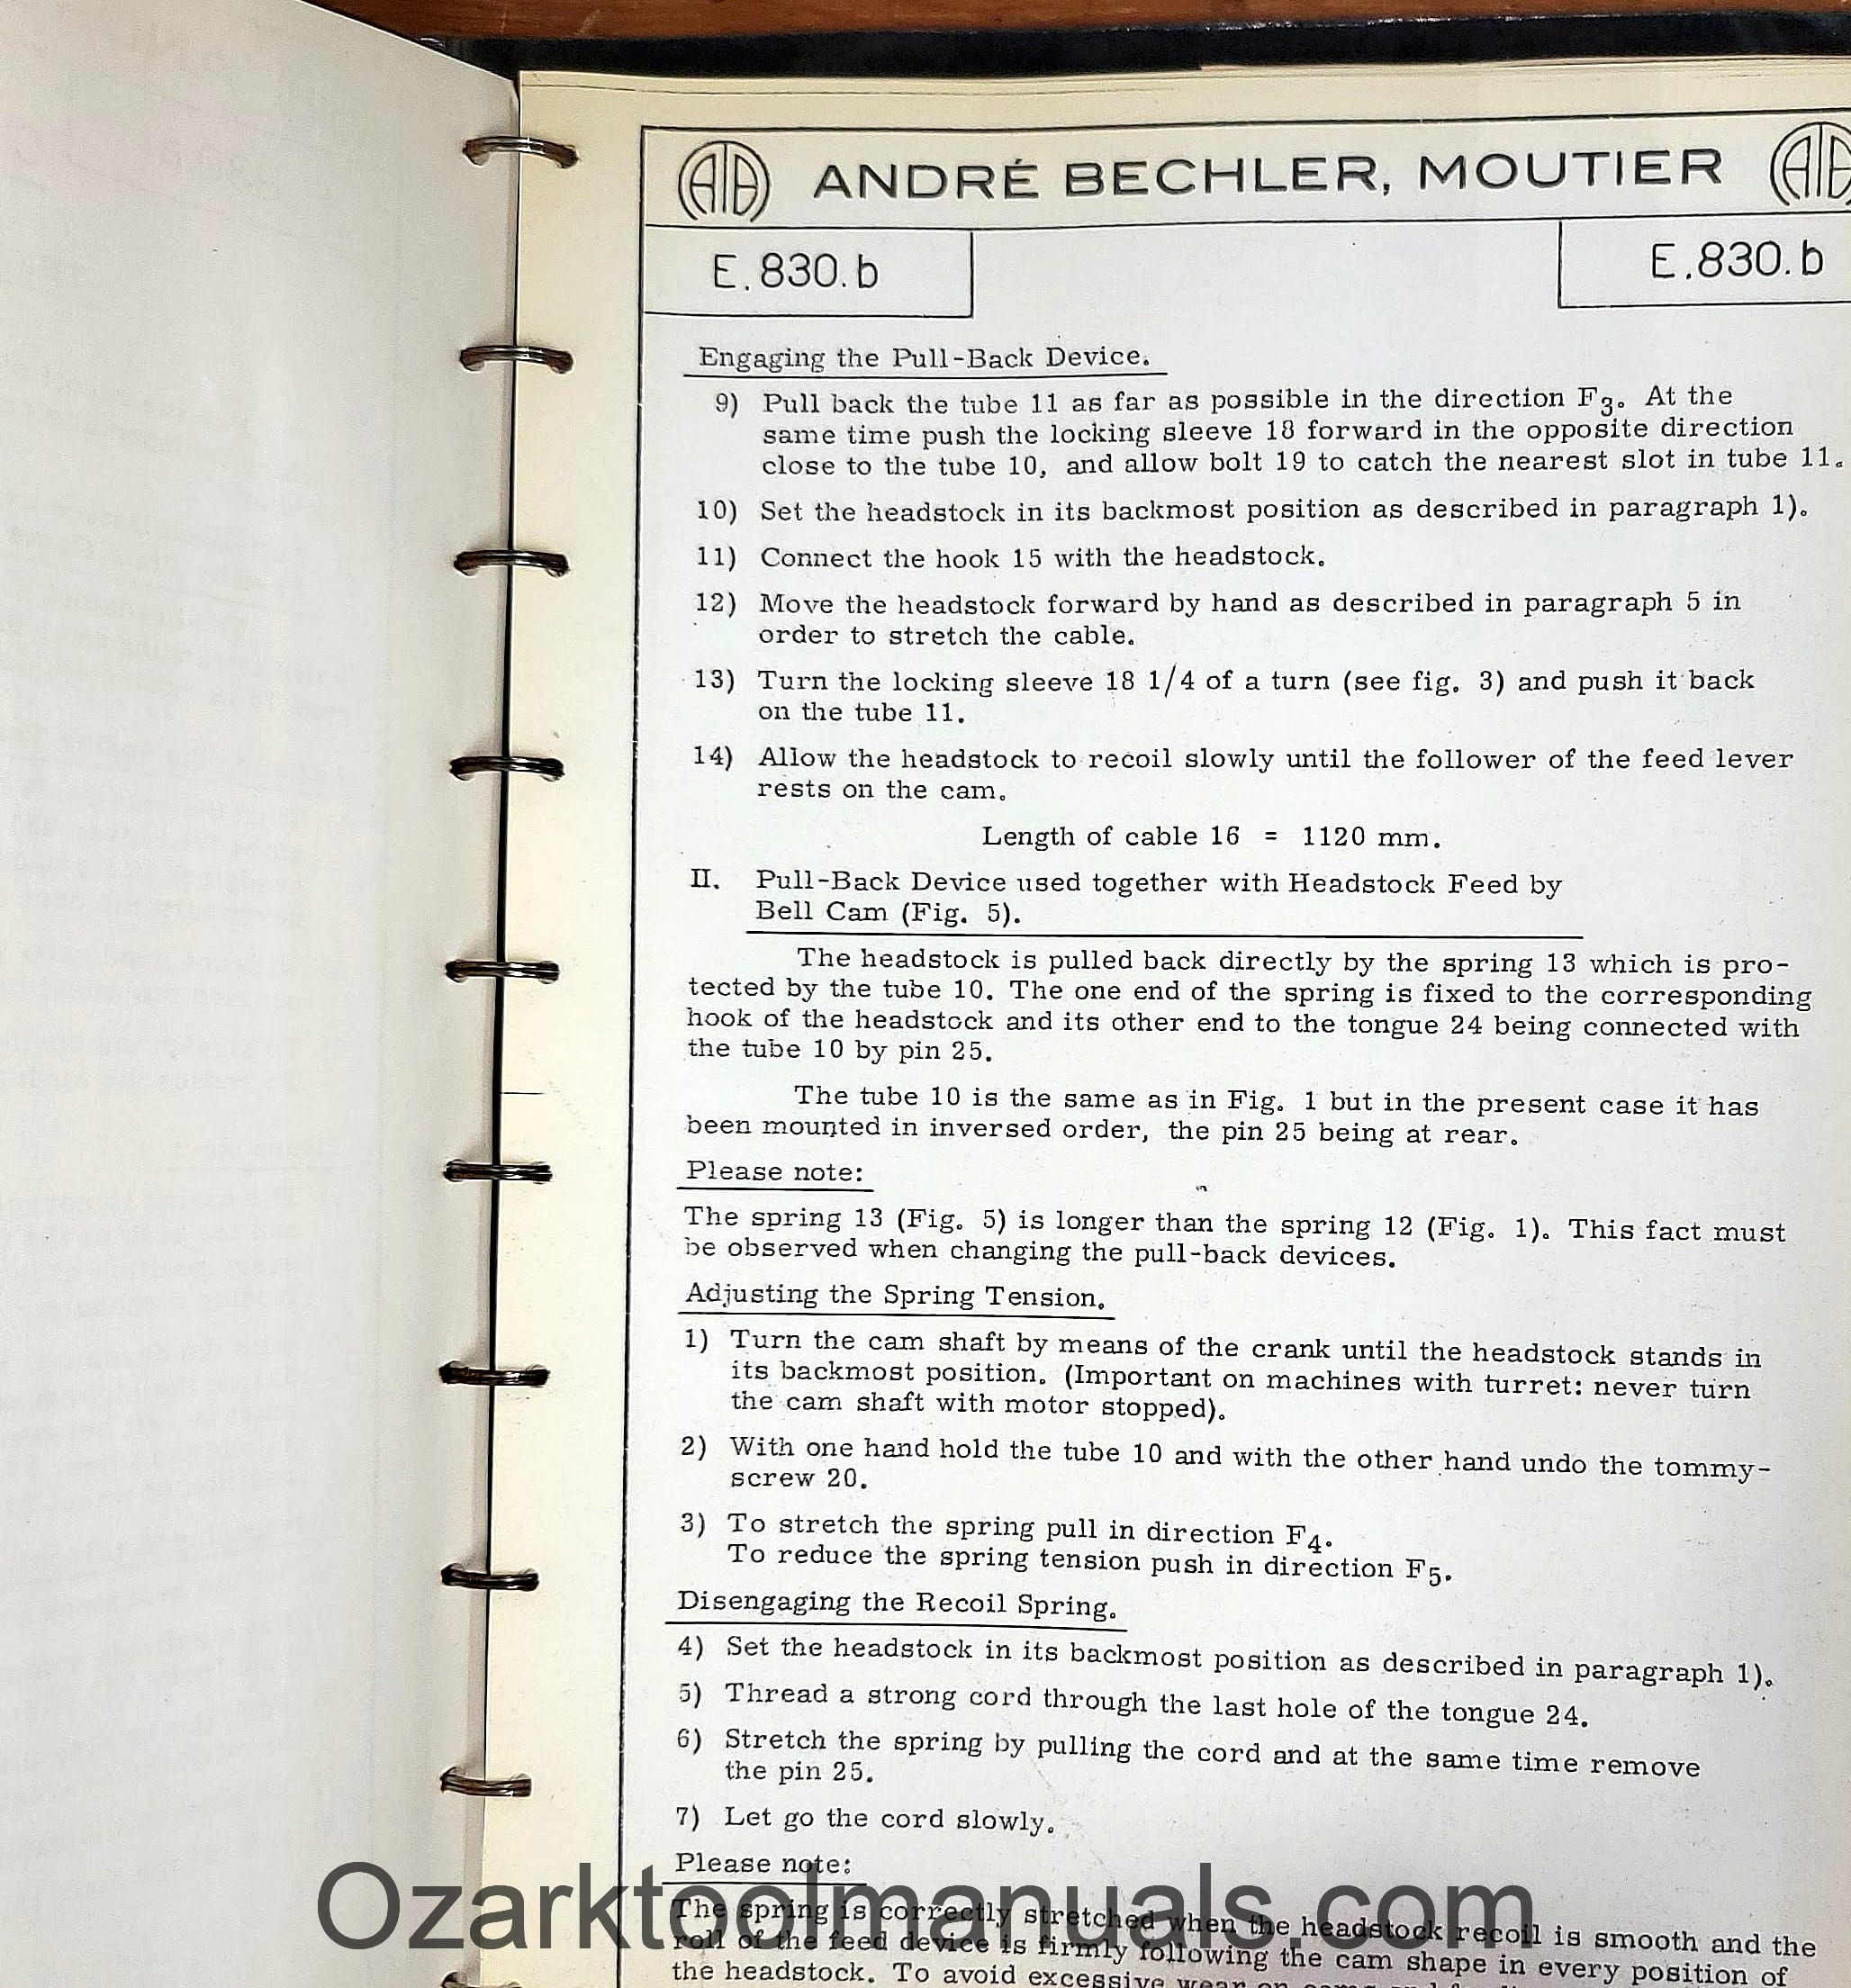 ANDRÉ BECHLER, MOUTIER
E.830.b
E.830.b
Engaging the Pull-Back Device.
9) Pull back the tube 11 as far as possible in the direction F3. At the
same time push the locking sleeve 18 forward in the opposite direction
close to the tube 10, and allow bolt 19 to catch the nearest slot in tube 11.
10) Set the headstock in its backmost position as described in paragraph 1).
11) Connect the hook 15 with the headstock.
12) Move the headstock forward by hand as described in paragraph 5 in
order to stretch the cable.
13) Turn the locking sleeve 18 1/4 of a turn (see fig. 3) and push it back
on the tube 11.
14) Allow the headstock to recoil slowly until the follower of the feed lever
rests on the cam.
Length of cable 16 = 1120 mm.
II. Pull-Back Device used together with Headstock Feed by
Bell Cam (Fig. 5).
The headstock is pulled back directly by the spring 13 which is pro-
tected by the tube 10. The one end of the spring is fixed to the corresponding
hook of the headstock and its other end to the tongue 24 being connected with
the tube 10 by pin 25.
The tube 10 is the same as in Fig. 1 but in the present case it has
been mounted in inversed order, the pin 25 being at rear.
Please note:
The spring 13 (Fig. 5) is longer than the spring 12 (Fig. 1). This fact must
be observed when changing the pull-back devices.
Adjusting the Spring Tension.
1) Turn the cam shaft by means of the crank until the headstock stands in
its backmost position. (Important on machines with turret: never turn
the cam shaft with motor stopped).
2) With one hand hold the tube 10 and with the other hand undo the tommy-
screw 20.
3) To stretch the spring pull in direction F4.
To reduce the spring tension push in direction F5.
Disengaging the Recoil Spring.
4) Set the headstock in its backmost position as described in paragraph 1).
5) Thread a strong cord through the last hole of the tongue 24.
6) Stretch the spring by pulling the cord and at the same time remove
the pin 25.
7) Let go the cord slowly.
Please note:
The spring is correctly stretched when the headstock recoil is smooth and the
roll of the feed device is firmly following the cam shape in every position of
the headstock. To avoid excessive wear on
Ozarktoolmanuals.com